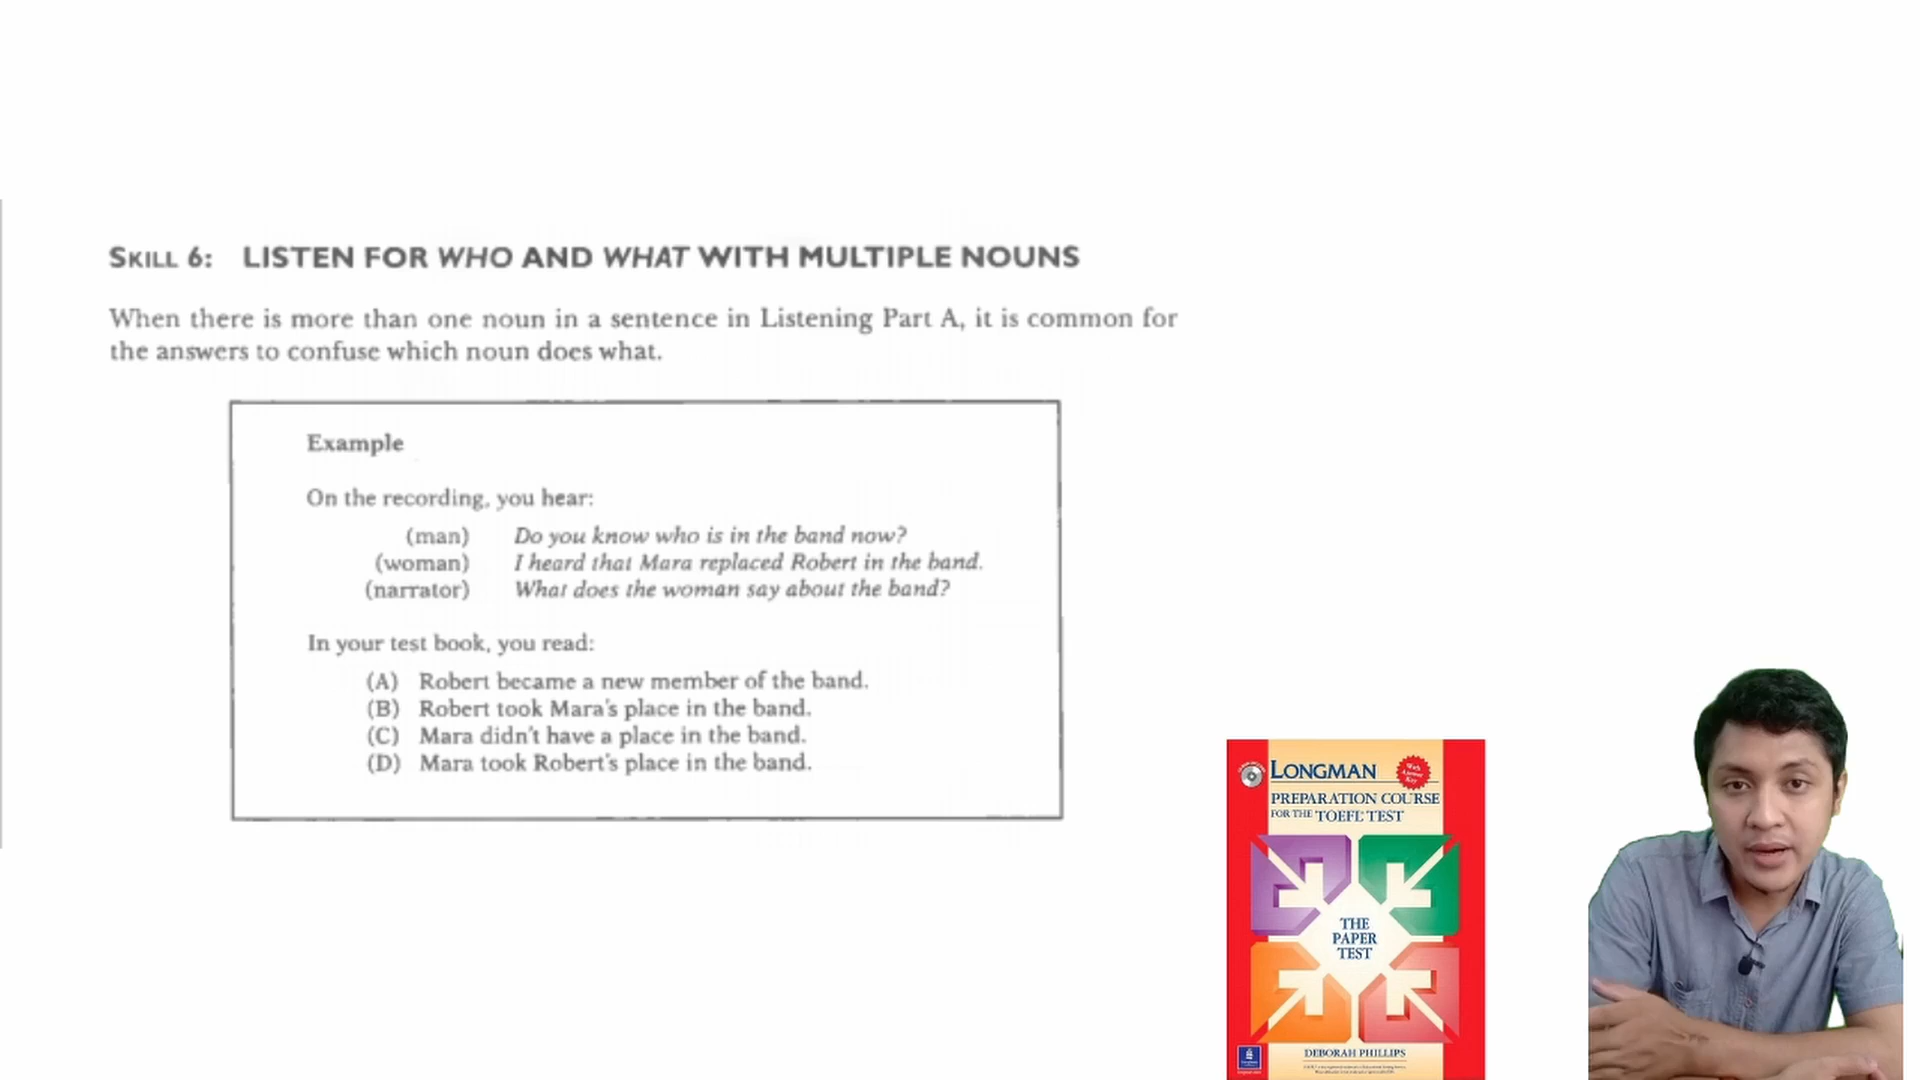 SKILL 6: LISTEN FOR WHO AND WHAT WITH MULTIPLE NOUNS
When there is more than one noun in a sentence in Listening Part A, it is common for
the answers to confuse which noun does what.
Example
On the recording, you hear:
(man) Do you know who is in the band now?
(woman) I heard that Mara replaced Robert in the band.
(narrator) What does the woman say about the band?
In your test book, you read:
(A) Robert became a new member of the band.
(B) Robert took Mara's place in the band.
(C) Mara didn't have a place in the band.
(D) Mara took Robert's place in the band.
LONGMAN
With Answer Key
PREPARATION COURSE
FOR THE TOEFL TEST
THE
PAPER
TEST
DEBORAH PHILLIPS